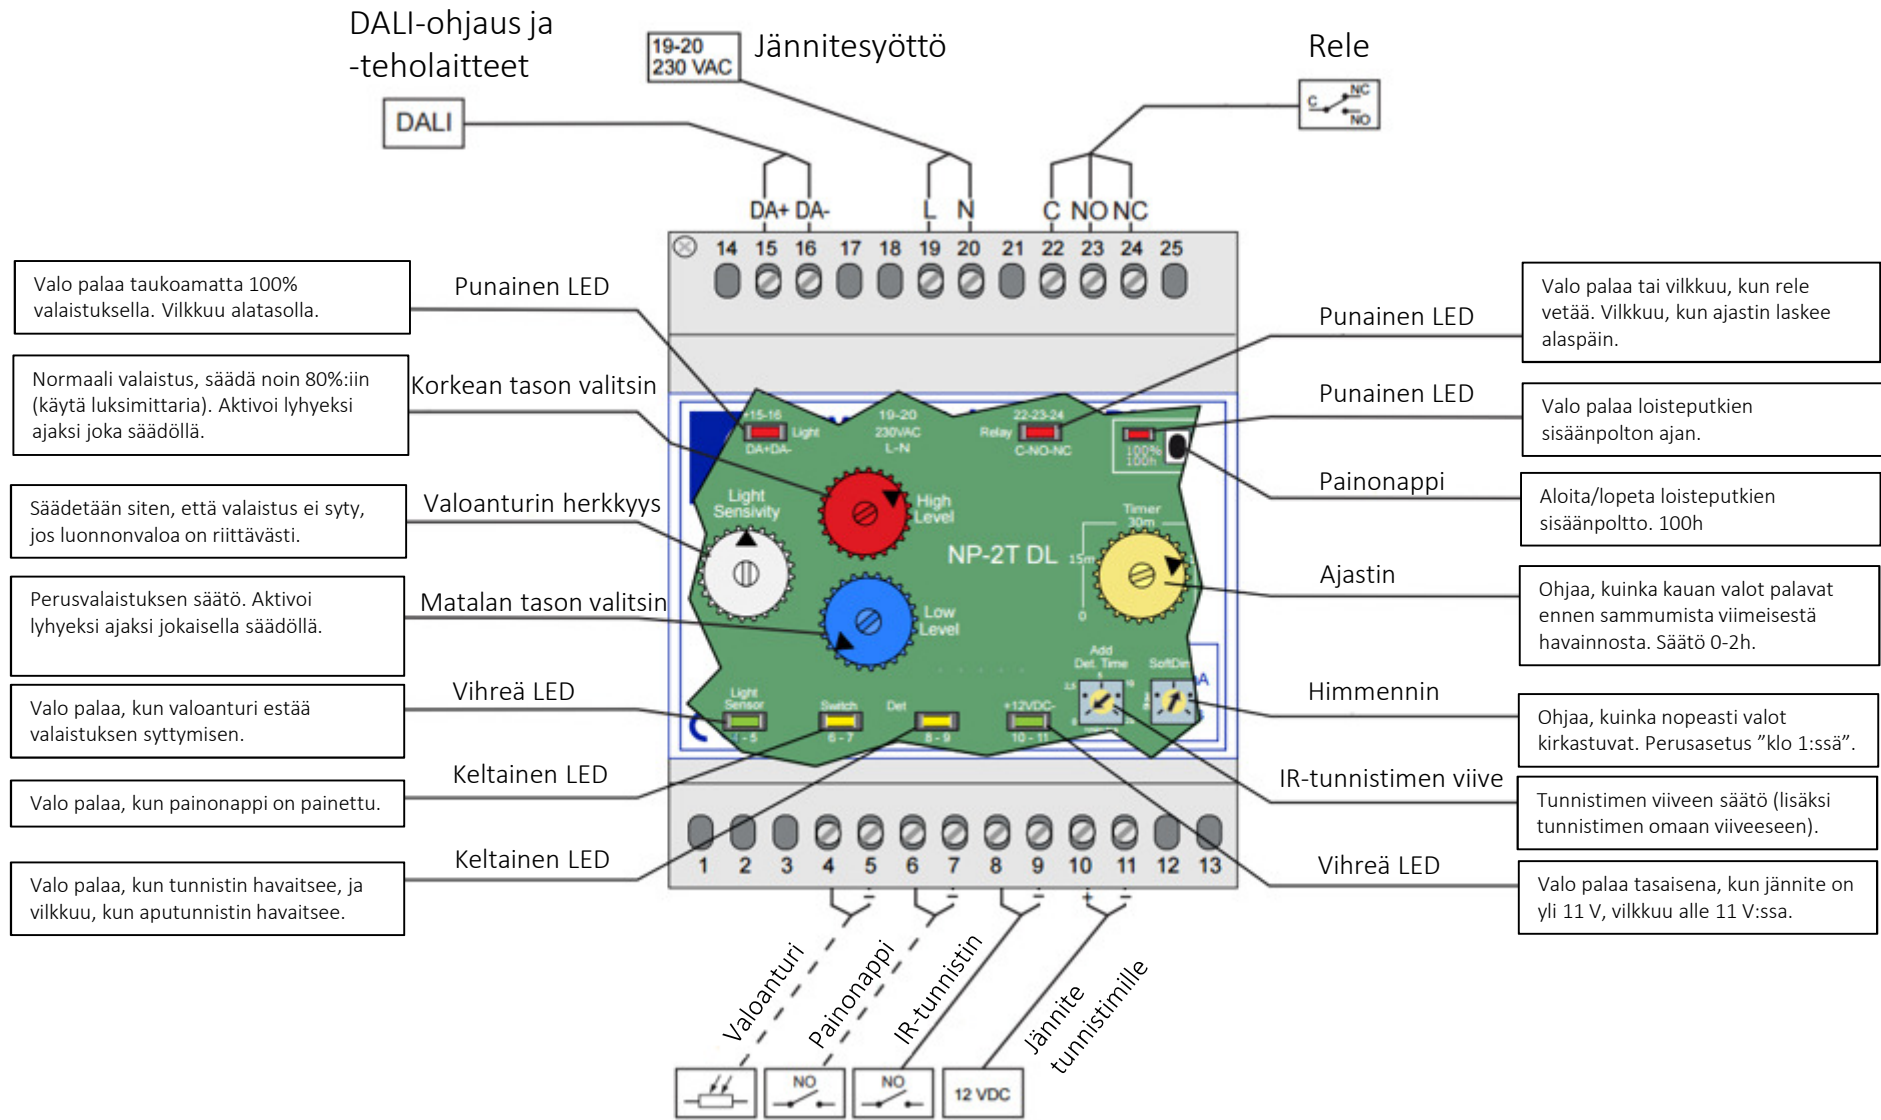 DALI-ohjaus ja
-teholaitteet
DALI
19-20
230 VAC
Jännitesyöttö
Rele
C
NC
NO
DA+ DA-
L N
C NO NC
14 15 16 17 18 19 20 21 22 23 24 25
Valo palaa taukoamatta 100%
valaistuksella. Vilkkuu alatasolla.
Punainen LED
Normaali valaistus, säädä noin 80%:iin
(käytä luksimittaria). Aktivoi lyhyeksi
ajaksi joka säädöllä.
Korkean tason valitsin
Säädetään siten, että valaistus ei syty,
jos luonnonvaloa on riittävästi.
Valoanturin herkkyys
Perusvalaistuksen säätö. Aktivoi
lyhyeksi ajaksi jokaisella säädöllä.
Matalan tason valitsin
Valo palaa, kun valoanturi estää
valaistuksen syttymisen.
Vihreä LED
Valo palaa, kun painonappi on painettu.
Keltainen LED
Valo palaa, kun tunnistin havaitsee, ja
vilkkuu, kun aputunnistin havaitsee.
Keltainen LED
+15-16
Light
DA+DA-
19-20
230VAC
L-N
22-23-24
Relay
C-NO-NC
100%
100h
Light
Sensivity
High
Level
NP-2T DL
Timer
30m
15m
0
Low
Level
Add
Det. Time
5
2,5
10
0
SoftDim
A
Light
Sensor
- 5
Switch
6 - 7
Det
8 - 9
+12VDC-
10 - 11
Punainen LED
Valo palaa tai vilkkuu, kun rele
vetää. Vilkkuu, kun ajastin laskee
alaspäin.
Punainen LED
Valo palaa loisteputkien
sisäänpolton ajan.
Painonappi
Aloita/lopeta loisteputkien
sisäänpoltto. 100h
Ajastin
Ohjaa, kuinka kauan valot palavat
ennen sammumista viimeisestä
havainnosta. Säätö 0-2h.
Himmennin
Ohjaa, kuinka nopeasti valot
kirkastuvat. Perusasetus ”klo 1:ssä”.
IR-tunnistimen viive
Tunnistimen viiveen säätö (lisäksi
tunnistimen omaan viiveeseen).
Vihreä LED
Valo palaa tasaisena, kun jännite on
yli 11 V, vilkkuu alle 11 V:ssa.
1 2 3 4 5 6 7 8 9 10 11 12 13
- - - + -
Valoanturi
Painonappi
IR-tunnistin
Jännite
tunnistimille
NO
NO
12 VDC